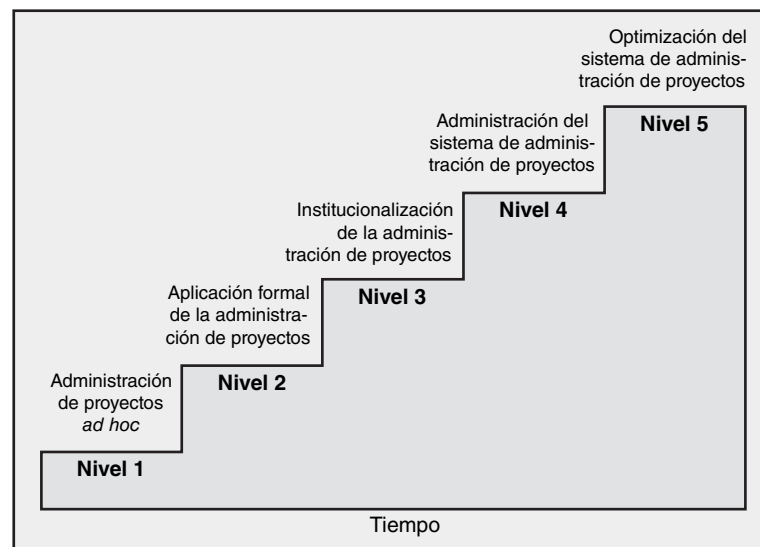 Optimización del
sistema de adminis-
tración de proyectos
Nivel 5
Administración del
sistema de adminis-
tración de proyectos
Nivel 4
Institucionalización
de la adminis-
tración de proyectos
Nivel 3
Aplicación formal
de la administra-
ción de proyectos
Nivel 2
Administración
de proyectos
ad hoc
Nivel 1
Tiempo